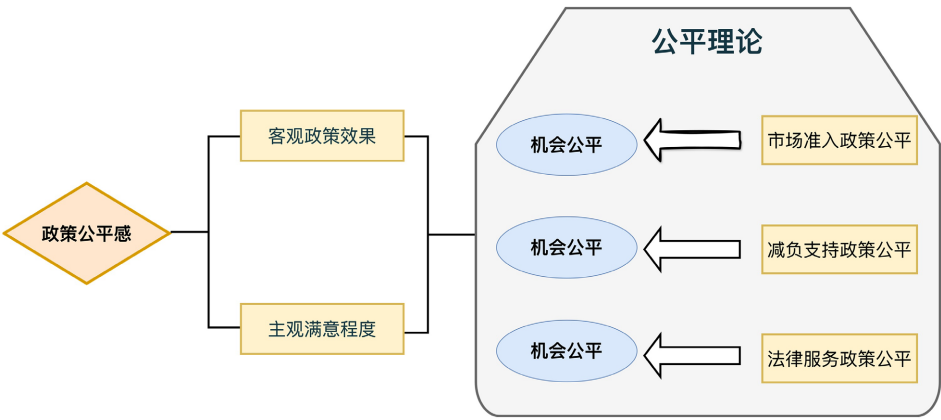 公平理论
政策公平感
客观政策效果
主观满意程度
机会公平
市场准入政策公平
机会公平
减负支持政策公平
机会公平
法律服务政策公平